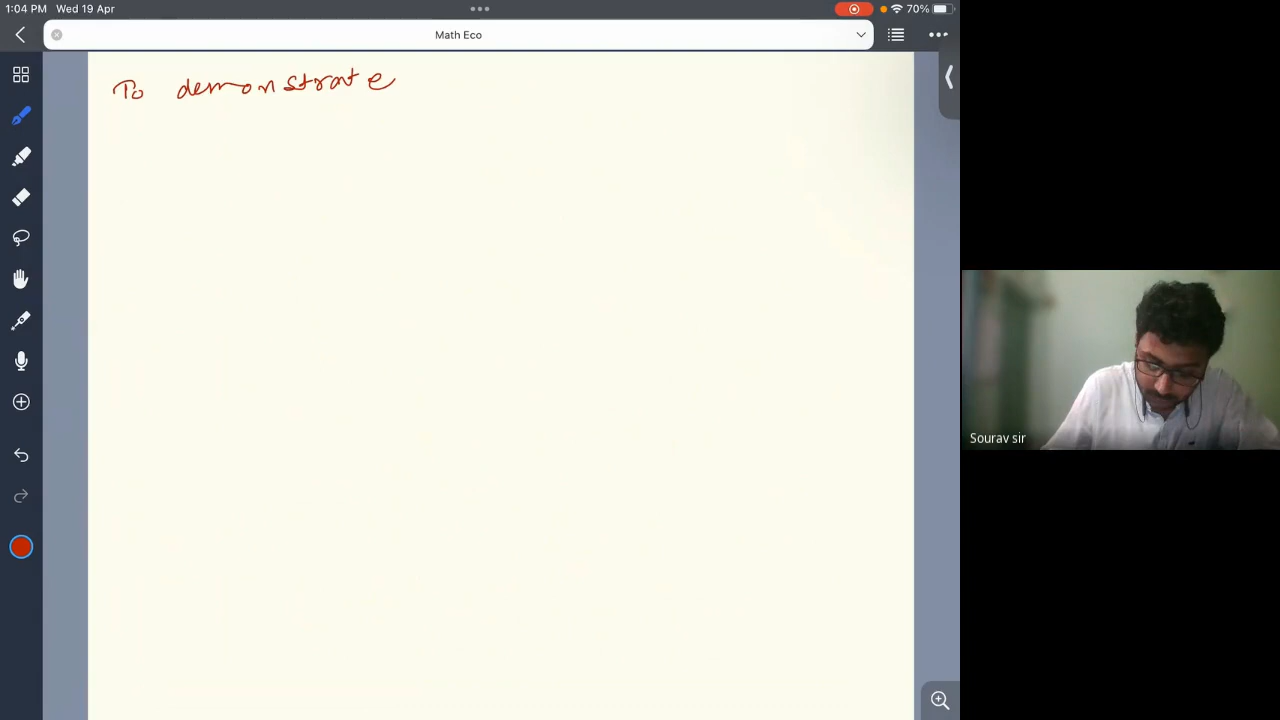 1:04 PM Wed 19 Apr
70%
Math Eco
To demonstrate
Sourav sir